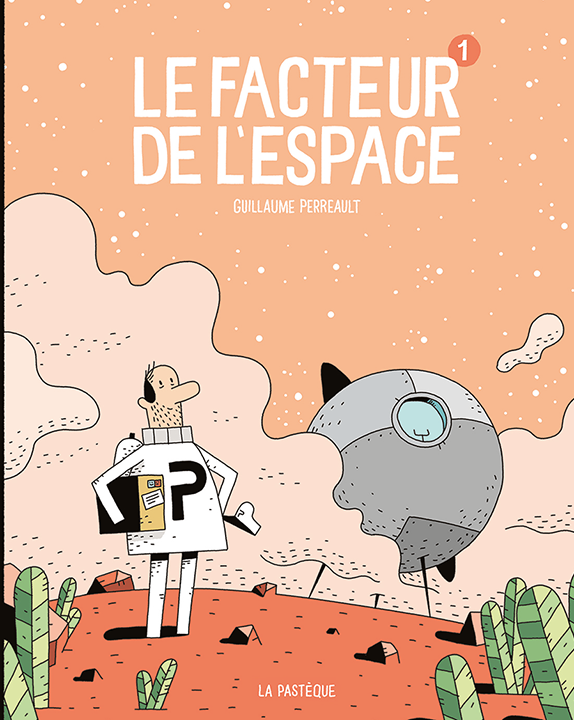 1
LE FACTEUR
DE L'ESPACE
GUILLAUME PERREAULT
P
LA PASTÈQUE